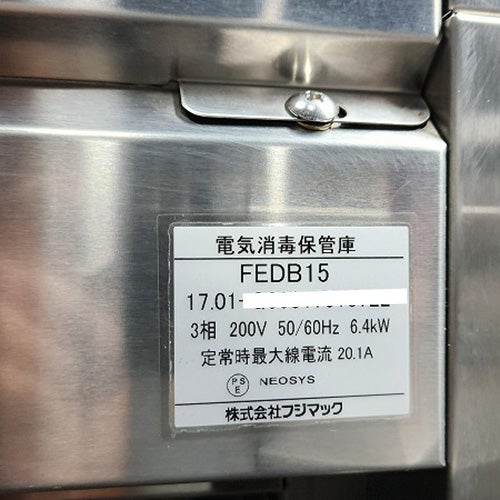 電気消毒保管庫
FEDB15
17.01-
3相 200V 50/60Hz 6.4kW
定常時最大線電流 20.1A
PSE NEOSYS
株式会社フジマック